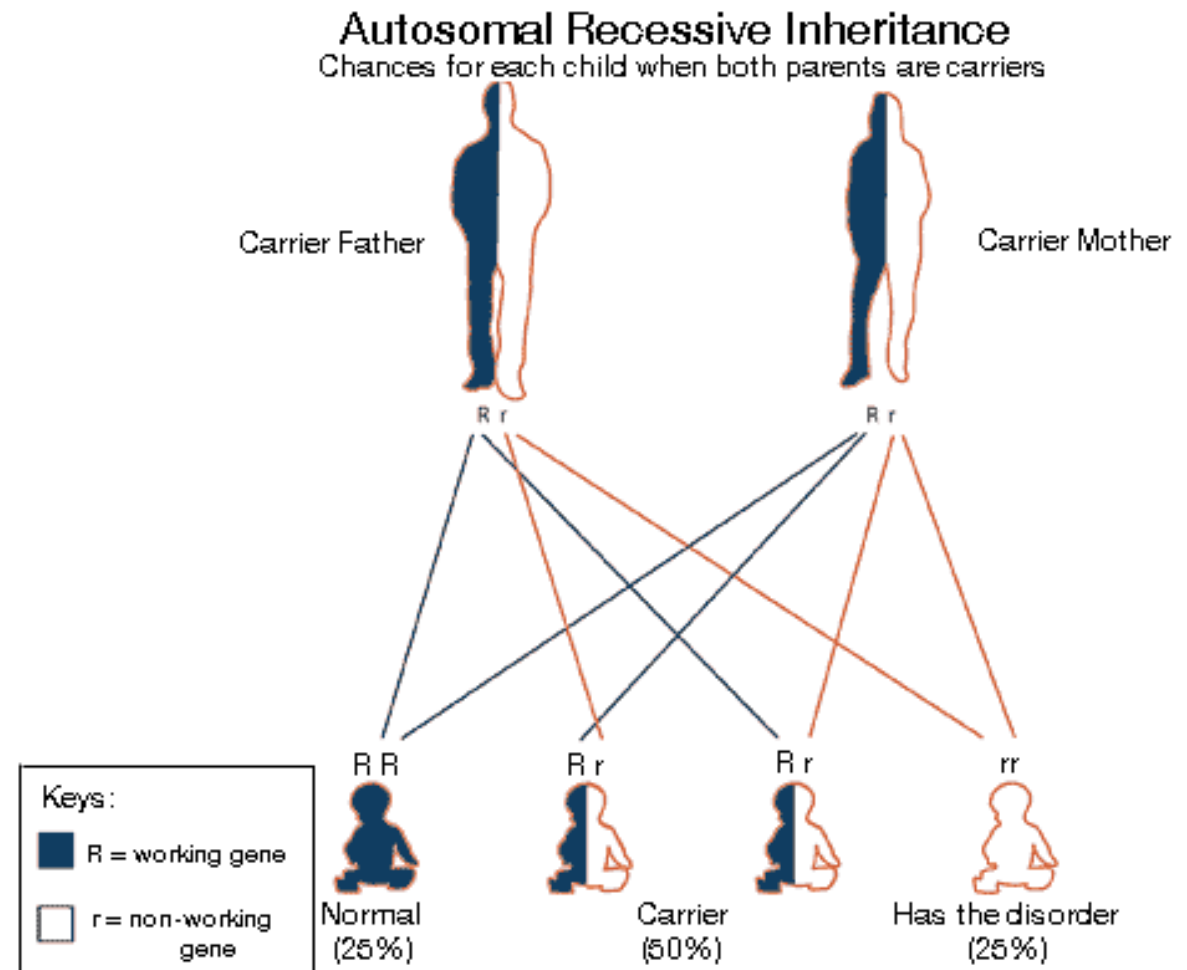 Autosomal Recessive Inheritance
Chances for each child when both parents are carriers
Carrier Father
Carrier Mother
R r
R r
R R
R r
R r
rr
Keys:
R = working gene
r = non-working
gene
Normal
(25%)
Carrier
(50%)
Has the disorder
(25%)